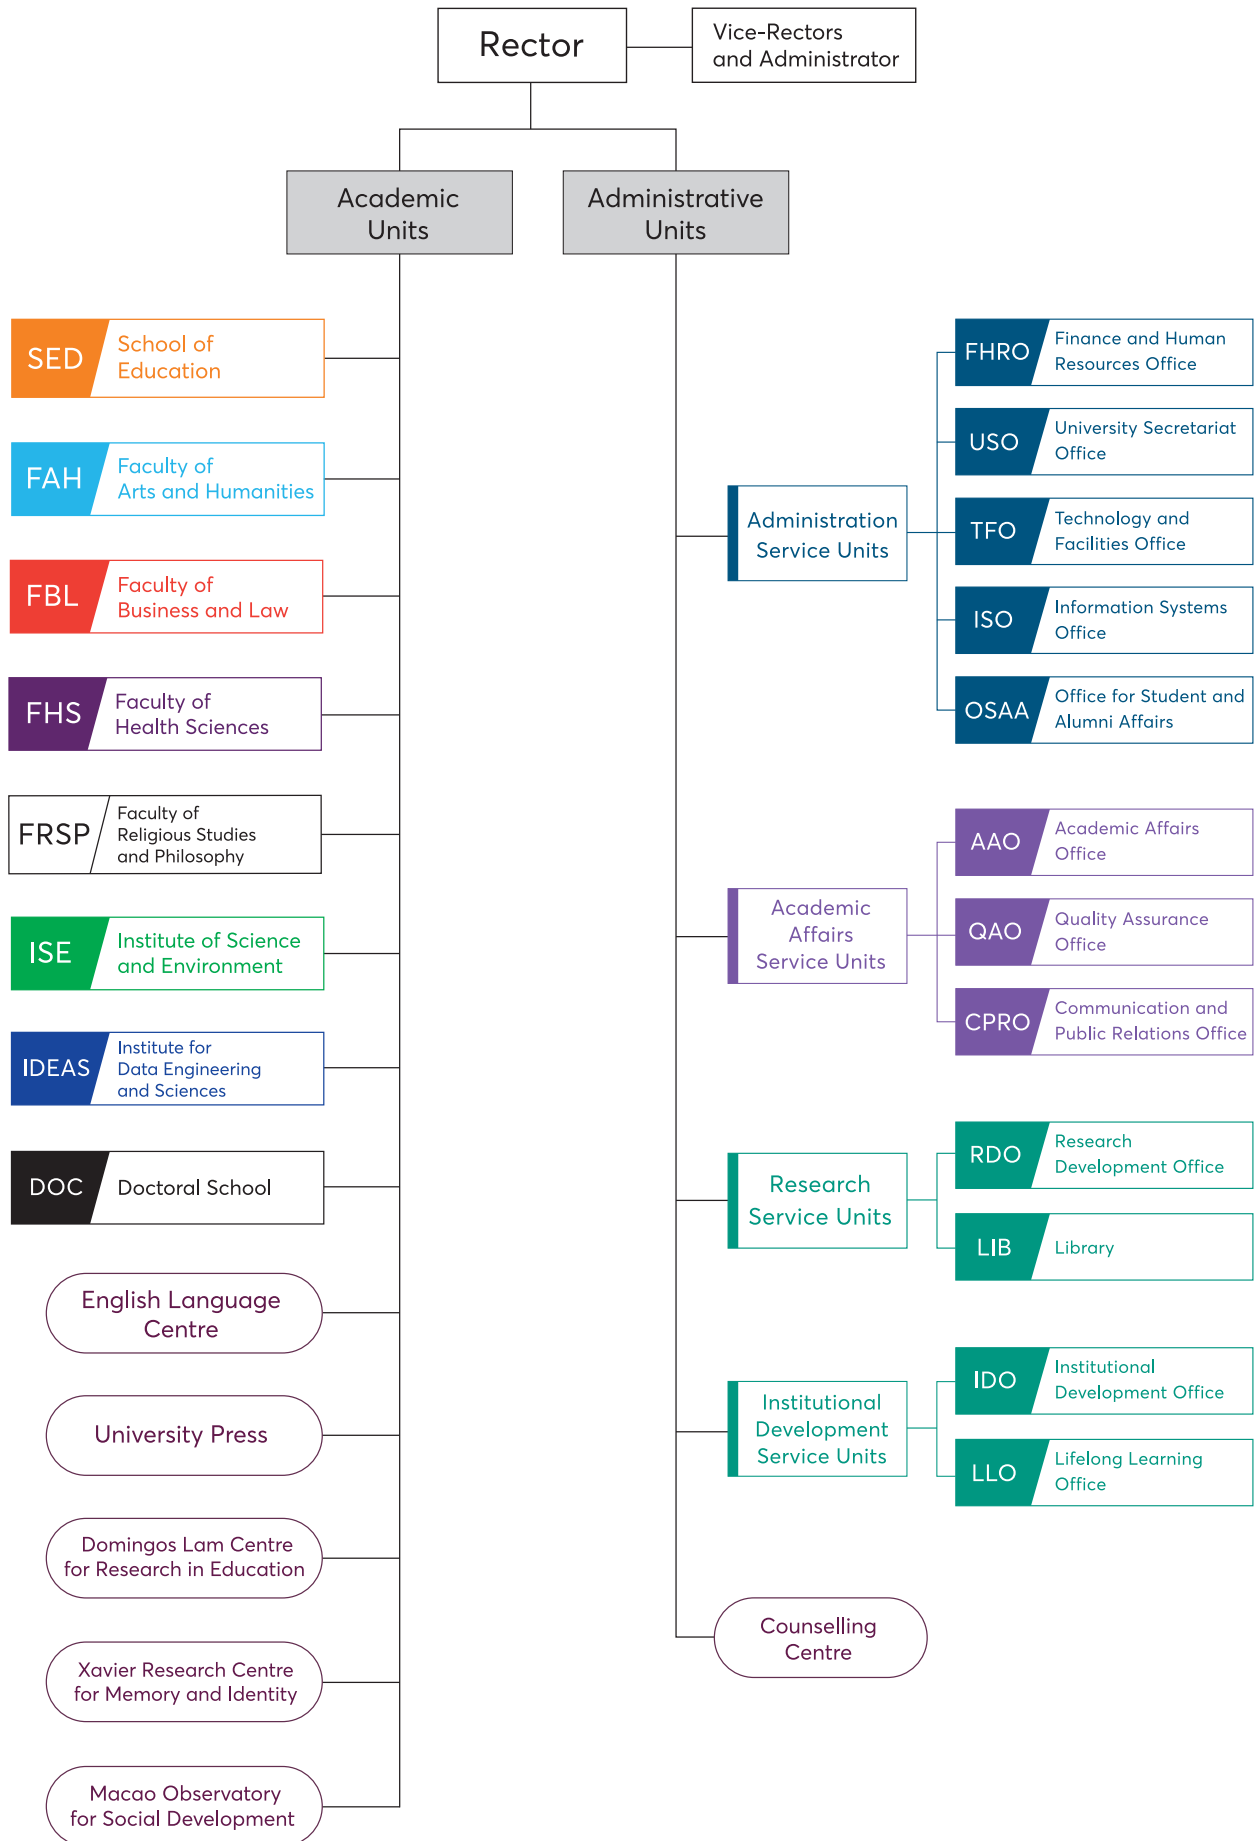 Rector
Vice-Rectors
and Administrator
Academic
Units
Administrative
Units
SED
School of
Education
FAH
Faculty of
Arts and Humanities
FBL
Faculty of
Business and Law
FHS
Faculty of
Health Sciences
FRSP
Faculty of
Religious Studies
and Philosophy
ISE
Institute of Science
and Environment
IDEAS
Institute for
Data Engineering
and Sciences
DOC
Doctoral School
English Language
Centre
University Press
Domingos Lam Centre
for Research in Education
Xavier Research Centre
for Memory and Identity
Macao Observatory
for Social Development
Administration
Service Units
FHRO
Finance and Human
Resources Office
USO
University Secretariat
Office
TFO
Technology and
Facilities Office
ISO
Information Systems
Office
OSAA
Office for Student and
Alumni Affairs
Academic
Affairs
Service Units
AAO
Academic Affairs
Office
QAO
Quality Assurance
Office
CPRO
Communication and
Public Relations Office
Research
Service Units
RDO
Research
Development Office
LIB
Library
Institutional
Development
Service Units
IDO
Institutional
Development Office
LLO
Lifelong Learning
Office
Counselling
Centre